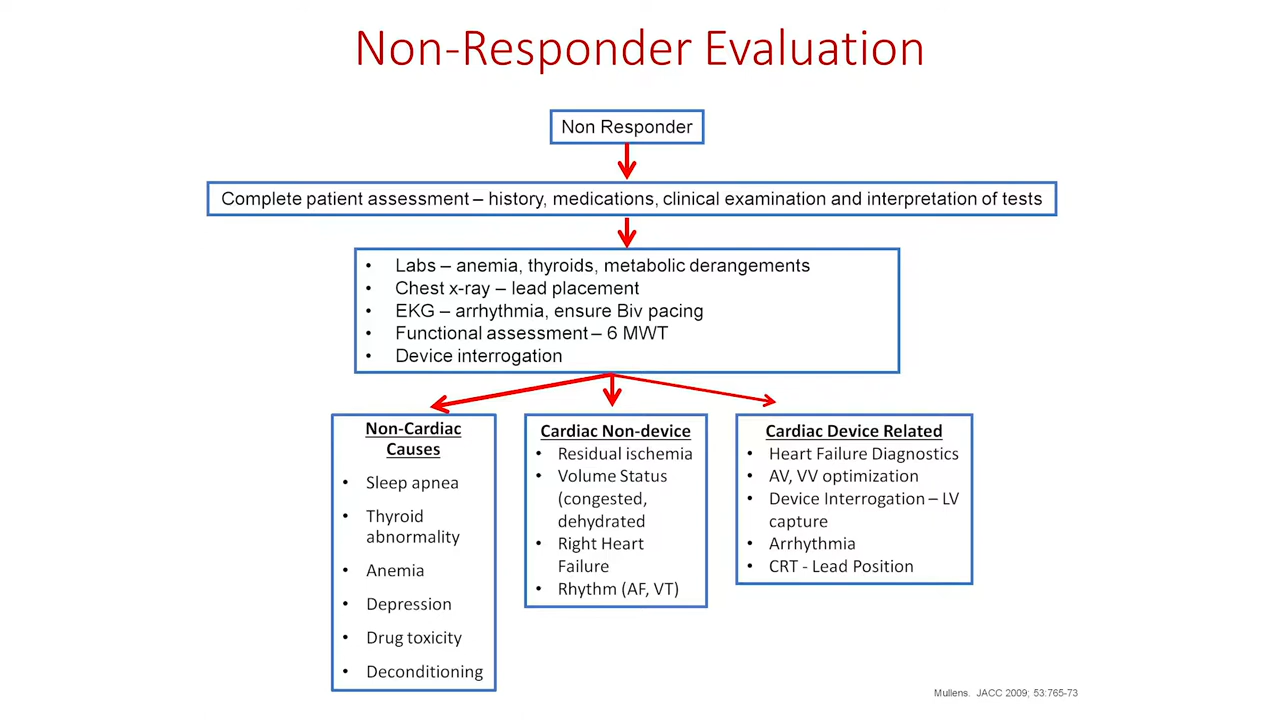 Non-Responder Evaluation
Non Responder
Complete patient assessment – history, medications, clinical examination and interpretation of tests
• Labs – anemia, thyroids, metabolic derangements
• Chest x-ray – lead placement
• EKG – arrhythmia, ensure Biv pacing
• Functional assessment – 6 MWT
• Device interrogation
Non-Cardiac
Causes
• Sleep apnea
• Thyroid
abnormality
• Anemia
• Depression
• Drug toxicity
• Deconditioning
Cardiac Non-device
• Residual ischemia
• Volume Status
(congested,
dehydrated
• Right Heart
Failure
• Rhythm (AF, VT)
Cardiac Device Related
• Heart Failure Diagnostics
• AV, VV optimization
• Device Interrogation – LV
capture
• Arrhythmia
• CRT - Lead Position
Mullens. JACC 2009; 53:765-73